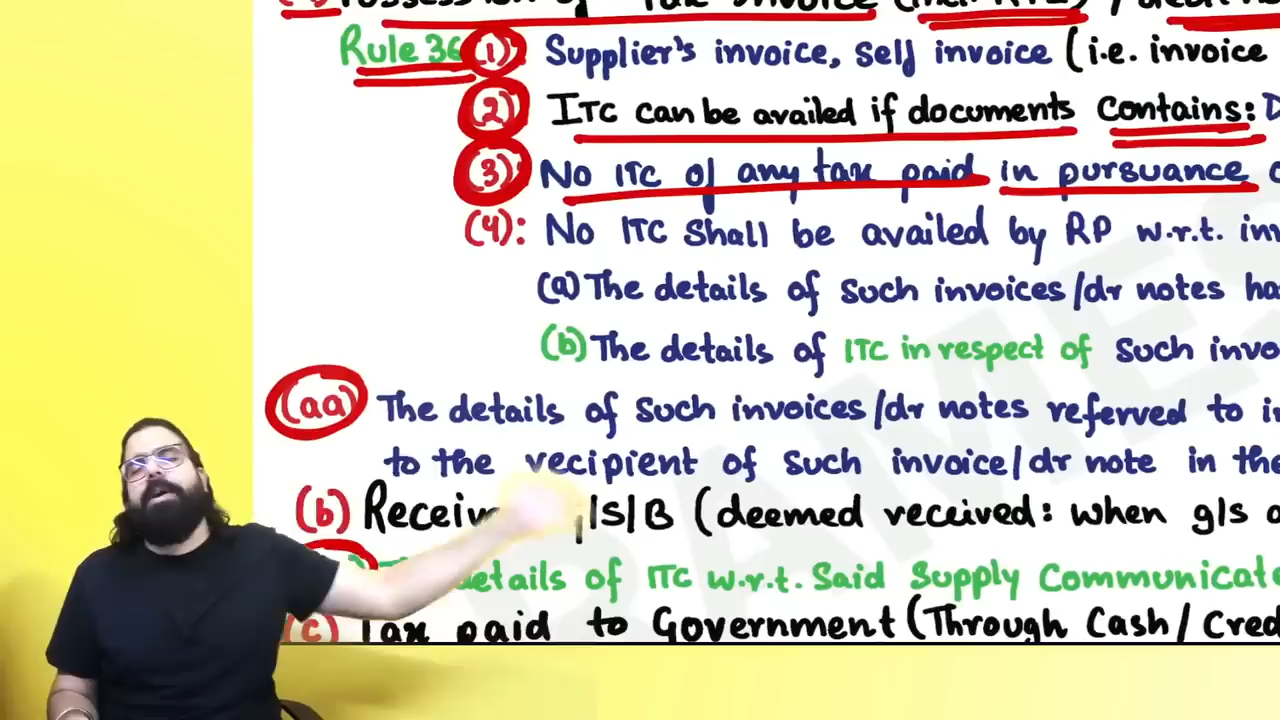 Possession of Tax invoice
Rule 36 (1) Supplier's invoice, Self invoice (i.e. invoice
(2) ITC can be availed if documents Contains:
(3) No ITC of any tax paid in pursuance
(4): No ITC Shall be availed by RP w.r.t.
(a) The details of Such invoices/dr notes
(b) The details of ITC in respect of Such
(aa) The details of Such invoices/dr notes referred to
to the recipient of Such invoice/dr note in the
(b) /S/B (deemed received: when g/s
details of ITC w.r.t. Said Supply Communicate
(c) Tax paid to Government (Through Cash/